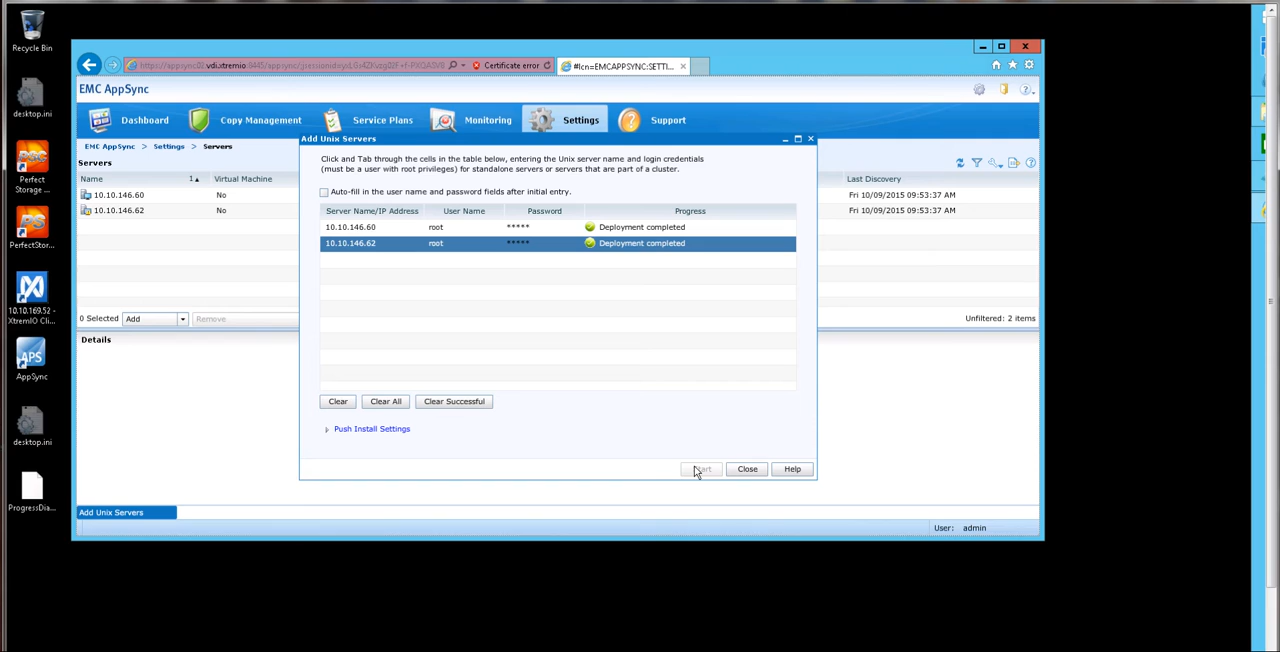 Recycle Bin
desktop.ini
Perfect
Storage ...
PerfectStor...
10.10.169.52 -
XtremIO Cli...
AppSync
desktop.ini
ProgressDia...
Certificate error
#lcn=EMCAPPSYNC:SETTI...
EMC AppSync
Dashboard
Copy Management
Service Plans
Monitoring
Settings
Support
EMC AppSync > Settings > Servers
Servers
Name 1 Virtual Machine Last Discovery
10.10.146.60 No Fri 10/09/2015 09:53:37 AM
10.10.146.62 No Fri 10/09/2015 09:53:37 AM
0 Selected Add Remove Unfiltered: 2 items
Details
Add Unix Servers
Click and Tab through the cells in the table below, entering the Unix server name and login credentials
(must be a user with root privileges) for standalone servers or servers that are part of a cluster.
Auto-fill in the user name and password fields after initial entry.
Server Name/IP Address User Name Password Progress
10.10.146.60 root ***** Deployment completed
10.10.146.62 root ***** Deployment completed
Clear Clear All Clear Successful
Push Install Settings
Close Help
Add Unix Servers
User: admin